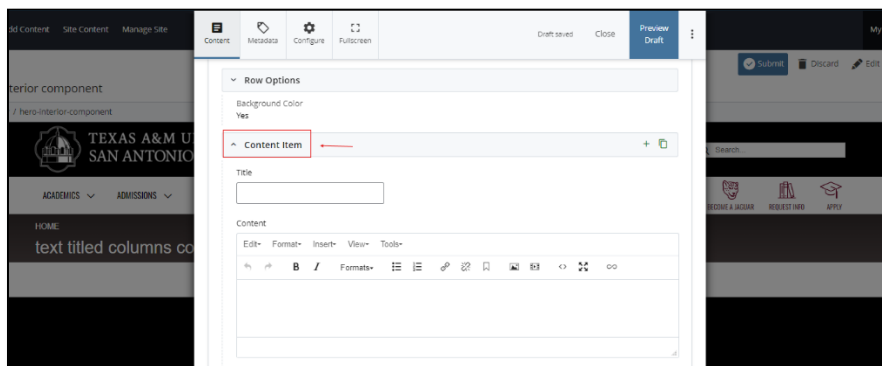 dd Content Site Content Manage Site
Content Metadata Configure Fullscreen
Draft saved Close Preview Draft
My
Submit Discard Edit
terior component
/ hero-interior-component
Row Options
Background Color
Yes
Content Item
TEXAS A&M U
SAN ANTONIO
Search...
Title
ACADEMICS ADMISSIONS
BECOME A JAGUAR REQUEST INFO APPLY
Content
HOME
text titled columns co
Edit Format Insert View Tools
B I Formats